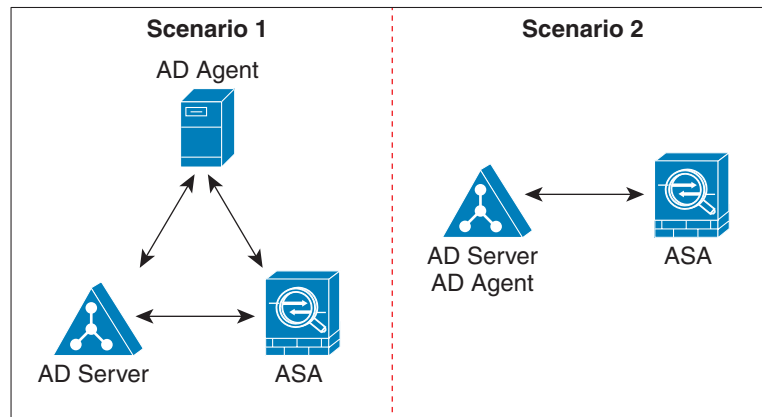 Scenario 1
AD Agent
AD Server
ASA
Scenario 2
AD Server
AD Agent
ASA